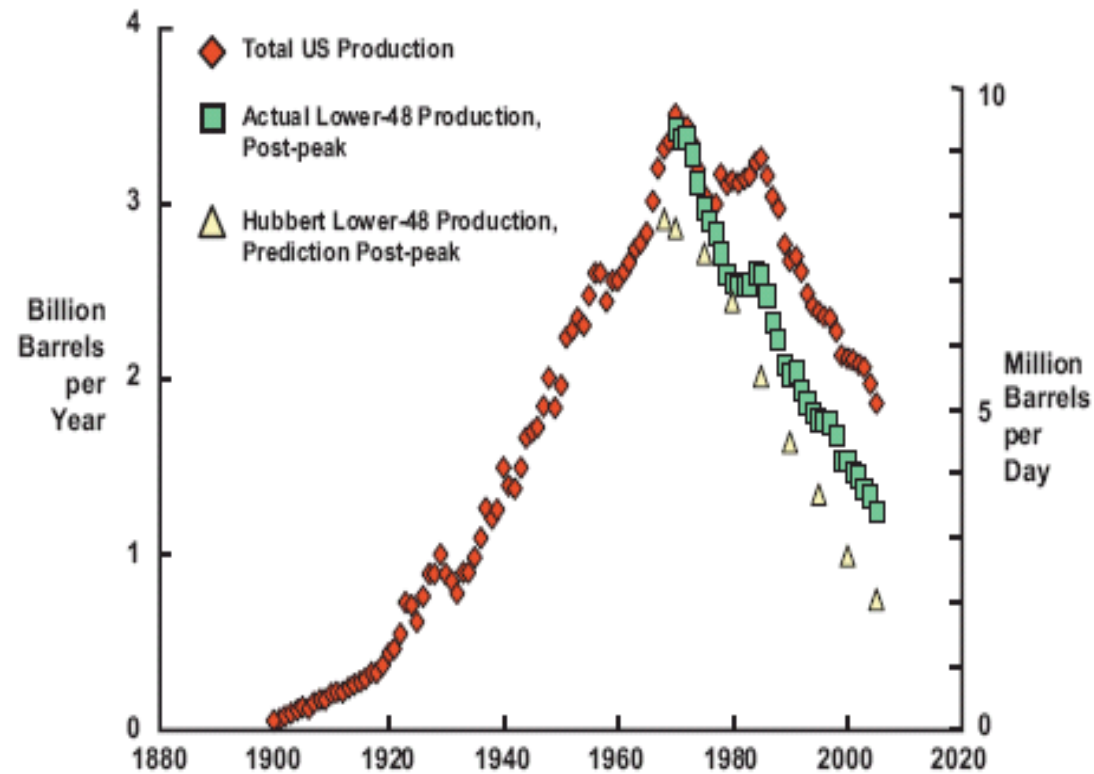 4
Total US Production
Actual Lower-48 Production,
Post-peak
Hubbert Lower-48 Production,
Prediction Post-peak
3
Billion
Barrels
per
Year
2
1
0
10
Million
Barrels
per
Day
5
0
1880 1900 1920 1940 1960 1980 2000 2020